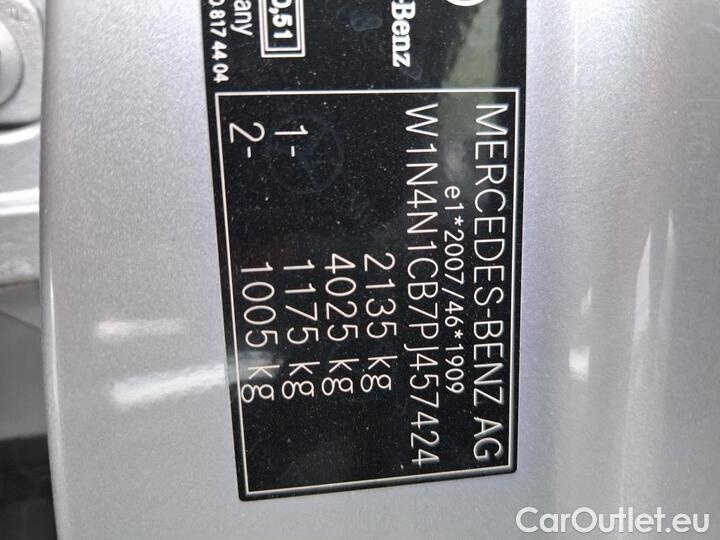 -Benz
0,51
any
0 817 44 04
MERCEDES-BENZ AG
e1*2007/46*1909
W1N4N1CB7PJ457424
2135 kg
4025 kg
1- 1175 kg
2- 1005 kg
CarOutlet.eu